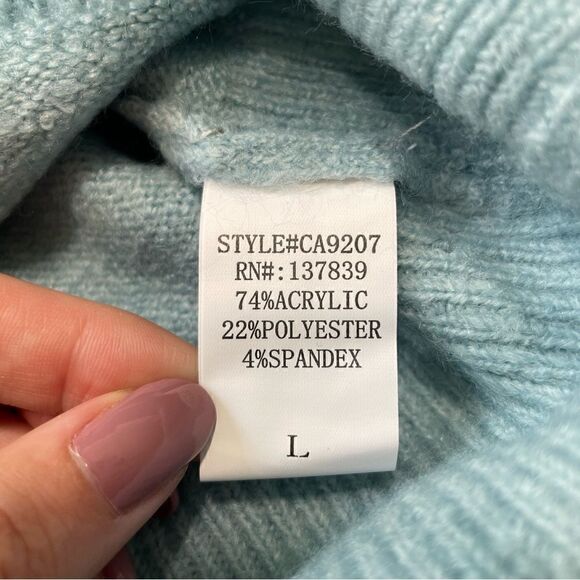 STYLE#CA9207
RN#:137839
74%ACRYLIC
22%POLYESTER
4%SPANDEX
L